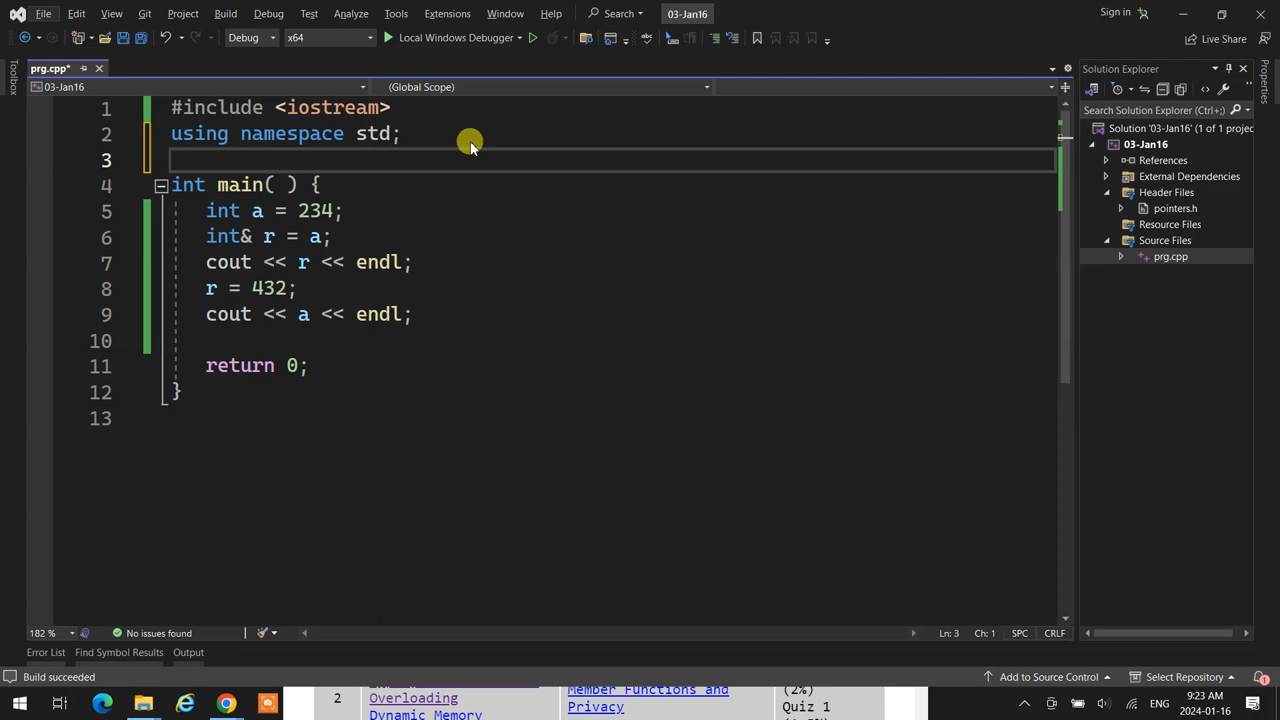 File Edit View Git Project Build Debug Test Analyze Tools Extensions Window Help Search 03-Jan16 Sign in
Debug x64 Local Windows Debugger Live Share
Toolbox
prg.cpp*
03-Jan16 (Global Scope)
1 #include <iostream>
2 using namespace std;
3
4 int main( ) {
5 int a = 234;
6 int& r = a;
7 cout << r << endl;
8 r = 432;
9 cout << a << endl;
10
11 return 0;
12 }
13
182 % No issues found Ln: 3 Ch: 1 SPC CRLF
Error List Find Symbol Results Output
Solution Explorer
Search Solution Explorer (Ctrl+;)
Solution '03-Jan16' (1 of 1 projec
03-Jan16
References
External Dependencies
Header Files
pointers.h
Resource Files
Source Files
prg.cpp
Properties
Build succeeded Add to Source Control Select Repository 1
2 Overloading Member Functions and (2%)
Dynamic Memory Privacy Quiz 1
ENG 9:23 AM
2024-01-16